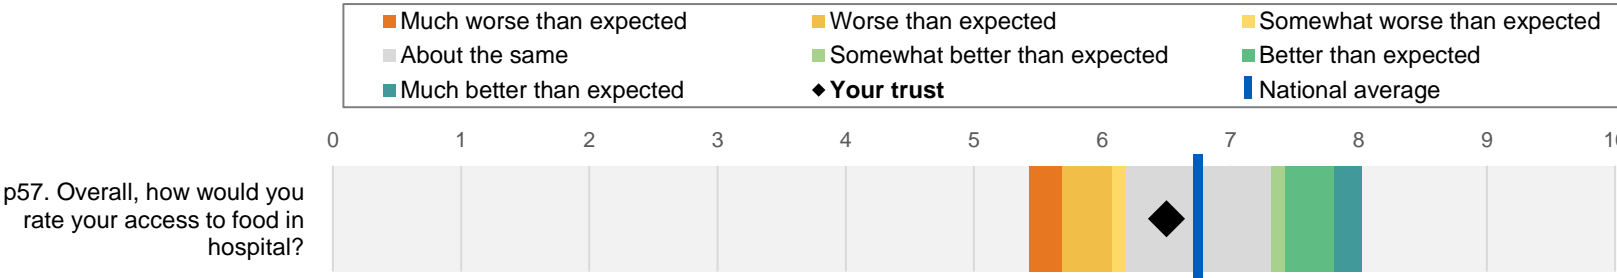 Much worse than expected
Worse than expected
Somewhat worse than expected
About the same
Somewhat better than expected
Better than expected
Much better than expected
Your trust
National average
0 1 2 3 4 5 6 7 8 9 10
p57. Overall, how would you
rate your access to food in
hospital?